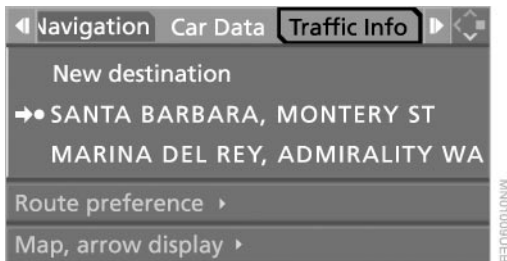 Navigation Car Data Traffic Info
New destination
SANTA BARBARA, MONTERY ST
MARINA DEL REY, ADMIRALITY WA
Route preference
Map, arrow display